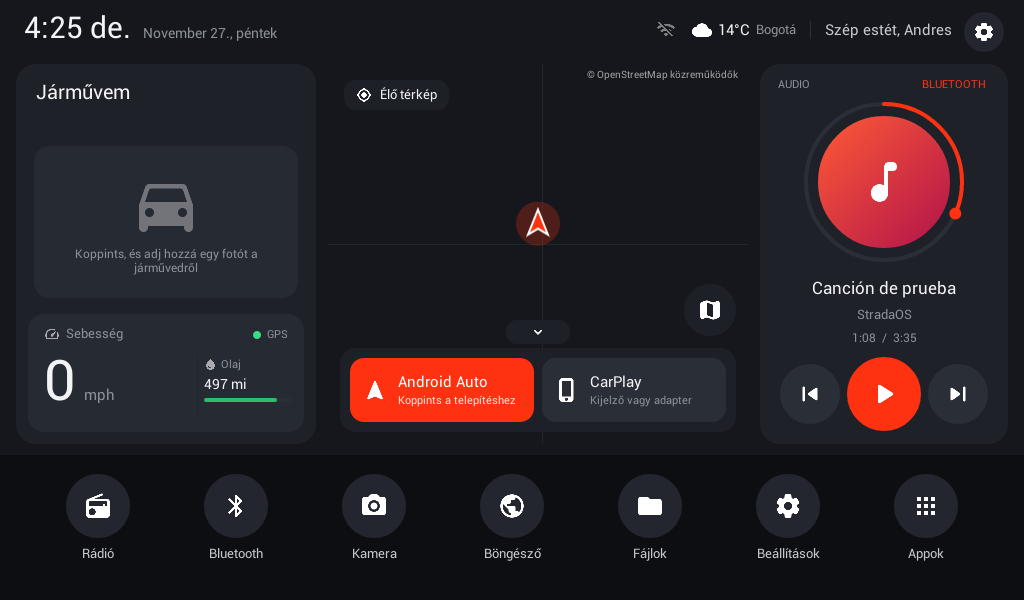 4:25 de.
November 27., péntek
14°C Bogotá
Szép estét, Andres
Járművem
Koppints, és adj hozzá egy fotót a
járművedről
Sebesség
GPS
0 mph
Olaj
497 mi
Élő térkép
© OpenStreetMap közreműködők
Android Auto
Koppints a telepítéshez
CarPlay
Kijelző vagy adapter
AUDIO
BLUETOOTH
Canción de prueba
StradaOS
1:08 / 3:35
Rádió
Bluetooth
Kamera
Böngésző
Fájlok
Beállítások
Appok